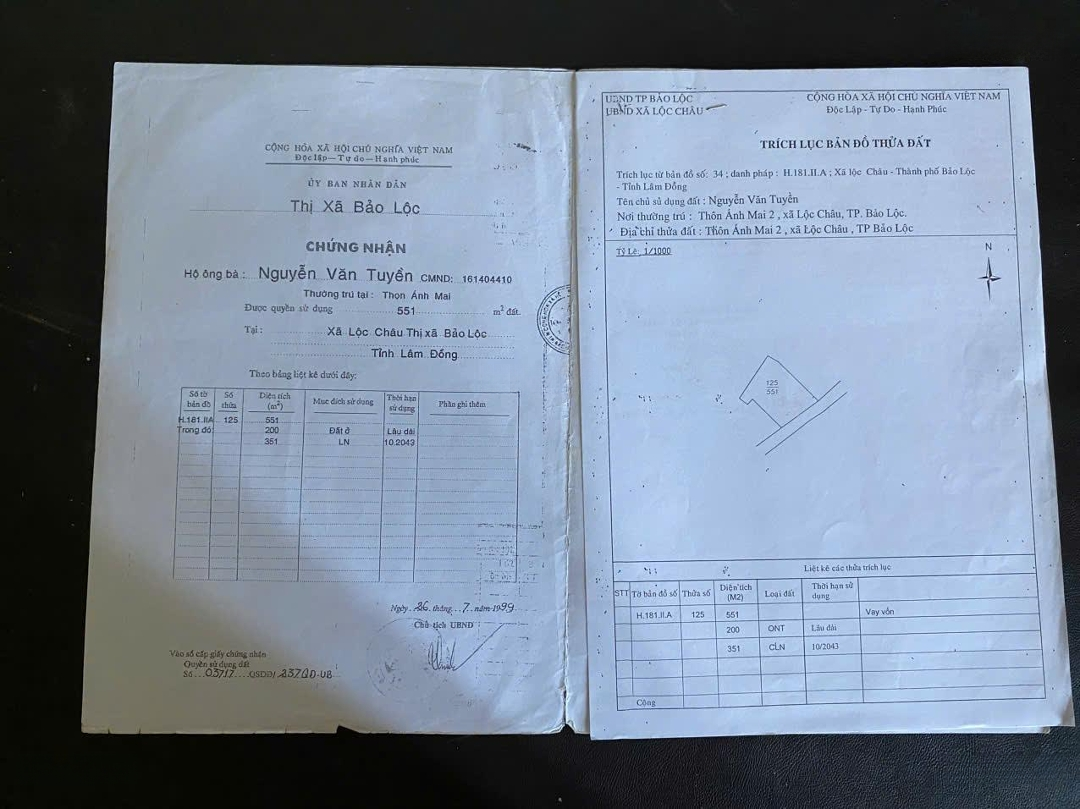 CỘNG HÒA XÃ HỘI CHỦ NGHĨA VIỆT NAM
Độc lập — Tự do — Hạnh phúc
ỦY BAN NHÂN DÂN
Thị Xã Bảo Lộc
CHỨNG NHẬN
Hộ ông bà : Nguyễn Văn Tuyền CMND: 161404410
Thường trú tại : Thọn Ánh Mai
Được quyền sử dụng 551 m² đất.
Tại : Xã Lộc Châu Thị xã Bảo Lộc
Tỉnh Lâm Đồng
Theo bảng liệt kê dưới đây:
Số tờ bản đồ Số thửa Diện tích (m²) Mục đích sử dụng Thời hạn sử dụng Phần ghi thêm
H.181.IIA 125 551
Trong đó: 200 Đất ở Lâu dài
351 LN 10.2043
Ngày 26 tháng 7 năm 1999
Chủ tịch UBND
Vào sổ cấp giấy chứng nhận
Quyền sử dụng đất
Số 03717 QSDĐ/ 237QĐ-UB
UBND TP BẢO LỘC CỘNG HÒA XÃ HỘI CHỦ NGHĨA VIỆT NAM
UBND XÃ LỘC CHÂU Độc Lập - Tự Do - Hạnh Phúc
TRÍCH LỤC BẢN ĐỒ THỬA ĐẤT
Trích lục từ bản đồ số: 34 ; danh pháp : H.181.II.A ; Xã lộc Châu - Thành phố Bảo Lộc
- Tỉnh Lâm Đồng
Tên chủ sử dụng đất : Nguyễn Văn Tuyền
Nơi thường trú : Thôn Ánh Mai 2 , xã Lộc Châu, TP. Bảo Lộc.
Địa chỉ thửa đất : Thôn Ánh Mai 2 , xã Lộc Châu , TP Bảo Lộc
Tỷ Lệ 1/1000
N
125
551
Liệt kê các thửa trích lục
STT Tờ bản đồ số Thửa số Diện tích (M2) Loại đất Thời hạn sử dụng
H.181.II.A 125 551 Vay vốn
200 ONT Lâu dài
351 CLN 10/2043
Cộng